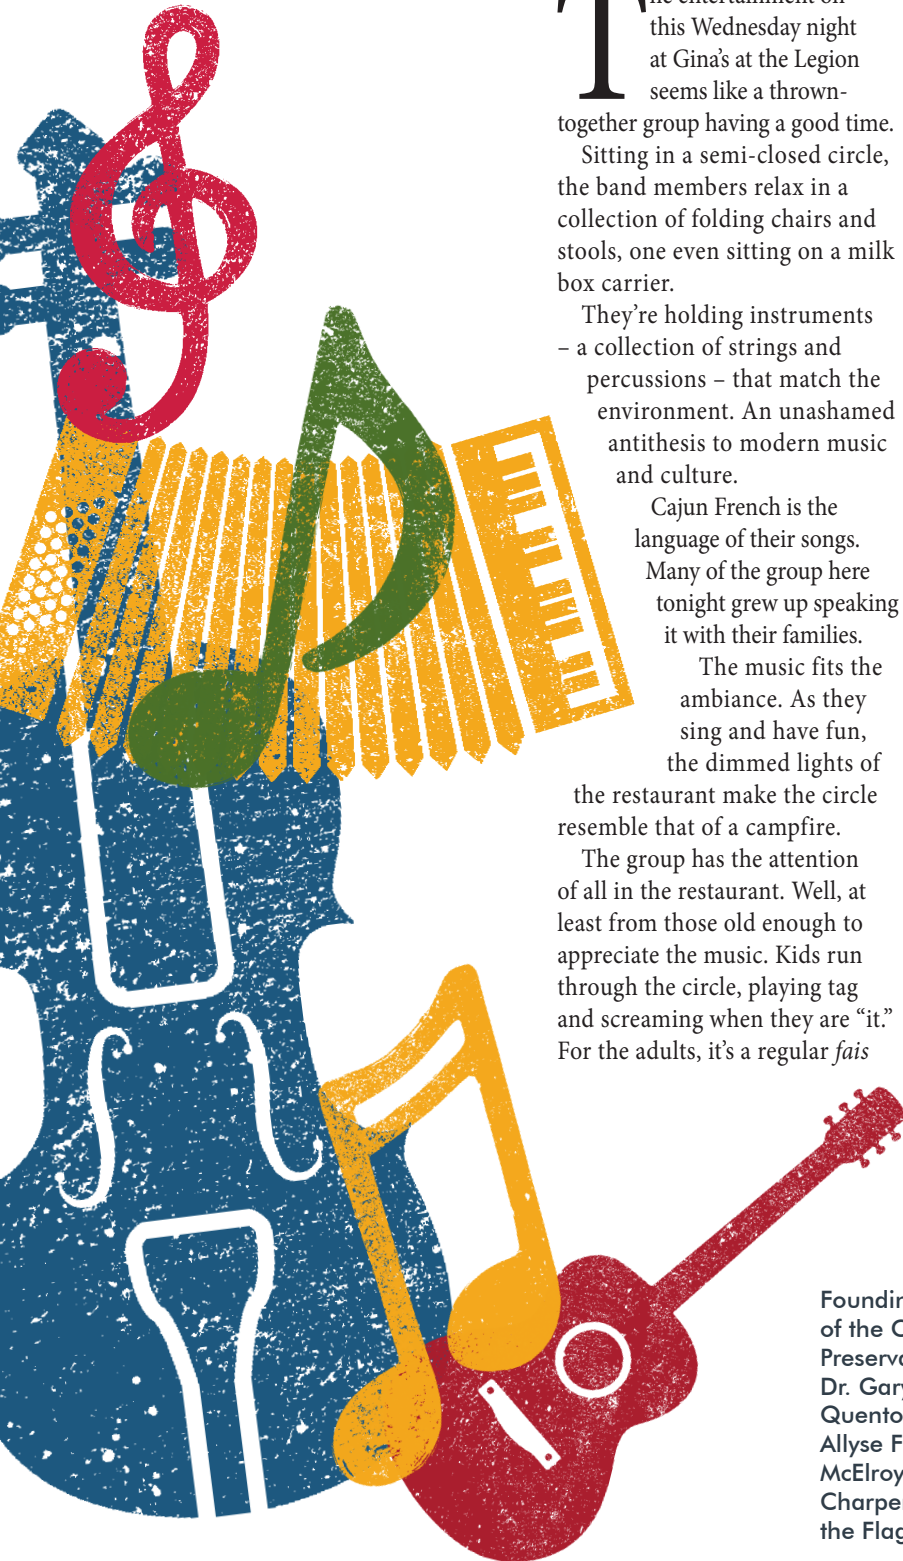 The entertainment on
this Wednesday night
at Gina’s at the Legion
seems like a thrown-
together group having a good time.
Sitting in a semi-closed circle,
the band members relax in a
collection of folding chairs and
stools, one even sitting on a milk
box carrier.
They’re holding instruments
– a collection of strings and
percussions – that match the
environment. An unashamed
antithesis to modern music
and culture.
Cajun French is the
language of their songs.
Many of the group here
tonight grew up speaking
it with their families.
The music fits the
ambiance. As they
sing and have fun,
the dimmed lights of
the restaurant make the circle
resemble that of a campfire.
The group has the attention
of all in the restaurant. Well, at
least from those old enough to
appreciate the music. Kids run
through the circle, playing tag
and screaming when they are “it.”
For the adults, it’s a regular fais
of the
Dr.
the